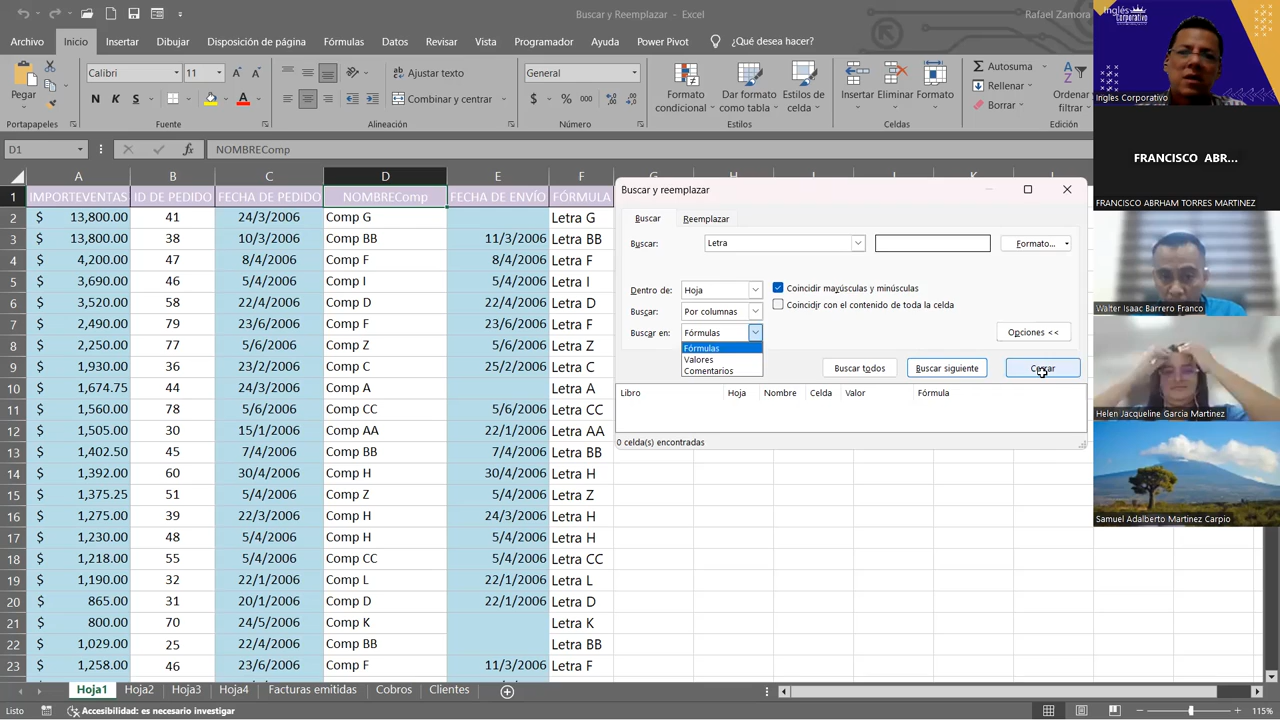 Buscar y Reemplazar - Excel
Rafael Zamora
Archivo Inicio Insertar Dibujar Disposición de página Fórmulas Datos Revisar Vista Programador Ayuda Power Pivot ¿Qué desea hacer?
Pegar
Calibri 11
N K S
Ajustar texto
Combinar y centrar
General
$ % 000
Formato condicional
Dar formato como tabla
Estilos de celda
Insertar Eliminar Formato
Autosuma
Rellenar
Borrar
Ordenar
filtrar
Portapapeles Fuente Alineación Número Estilos Celdas Edición
D1 fx NOMBREComp
A B C D E F G H I J K L
1 IMPORTEVENTAS ID DE PEDIDO FECHA DE PEDIDO NOMBREComp FECHA DE ENVÍO FÓRMULA
2 $ 13,800.00 41 24/3/2006 Comp G Letra G
3 $ 13,800.00 38 10/3/2006 Comp BB 11/3/2006 Letra BB
4 $ 4,200.00 47 8/4/2006 Comp F 8/4/2006 Letra F
5 $ 3,690.00 46 5/4/2006 Comp I 5/4/2006 Letra I
6 $ 3,520.00 58 22/4/2006 Comp D 22/4/2006 Letra D
7 $ 2,490.00 79 23/6/2006 Comp F 23/6/2006 Letra F
8 $ 2,250.00 77 5/6/2006 Comp Z 5/6/2006 Letra Z
9 $ 1,930.00 66 23/5/2006 Comp C 25/5/2006 Letra C
10 $ 1,674.75 44 24/3/2006 Comp A Letra A
11 $ 1,560.00 78 5/6/2006 Comp CC 5/6/2006 Letra CC
12 $ 1,505.00 30 15/1/2006 Comp AA 22/1/2006 Letra AA
13 $ 1,402.50 45 7/4/2006 Comp BB 7/4/2006 Letra BB
14 $ 1,392.00 60 30/4/2006 Comp H 30/4/2006 Letra H
15 $ 1,375.25 51 5/4/2006 Comp Z 5/4/2006 Letra Z
16 $ 1,275.00 39 22/3/2006 Comp H 24/3/2006 Letra H
17 $ 1,230.00 48 5/4/2006 Comp H 5/4/2006 Letra H
18 $ 1,218.00 55 5/4/2006 Comp CC 5/4/2006 Letra CC
19 $ 1,190.00 32 22/1/2006 Comp L 22/1/2006 Letra L
20 $ 865.00 31 20/1/2006 Comp D 22/1/2006 Letra D
21 $ 800.00 70 24/5/2006 Comp K Letra K
22 $ 1,029.00 25 22/4/2006 Comp BB Letra BB
23 $ 1,258.00 46 23/6/2006 Comp F 11/3/2006 Letra F
Buscar y reemplazar
Buscar Reemplazar
Buscar: Letra Formato...
Dentro de: Hoja Coincidir mayúsculas y minúsculas
Buscar: Por columnas Coincidir con el contenido de toda la celda
Buscar en: Fórmulas Opciones <<
Fórmulas
Valores
Comentarios
Buscar todos Buscar siguiente Cerrar
Libro Hoja Nombre Celda Valor Fórmula
0 celda(s) encontradas
Hoja1 Hoja2 Hoja3 Hoja4 Facturas emitidas Cobros Clientes
Listo Accesibilidad: es necesario investigar 115%
Inglés
Corporativo
Ingles Corporativo
FRANCISCO ABR...
FRANCISCO ABRHAM TORRES MARTINEZ
Walter Isaac Barrero Franco
Helen Jacqueline Garcia Martinez
Samuel Adalberto Martinez Carpio